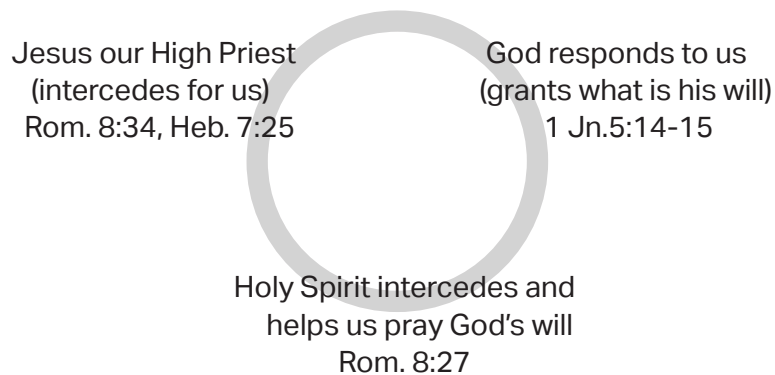 Jesus our High Priest
(intercedes for us)
Rom. 8:34, Heb. 7:25
God responds to us
(grants what is his will)
1 Jn.5:14-15
Holy Spirit intercedes and
helps us pray God’s will
Rom. 8:27